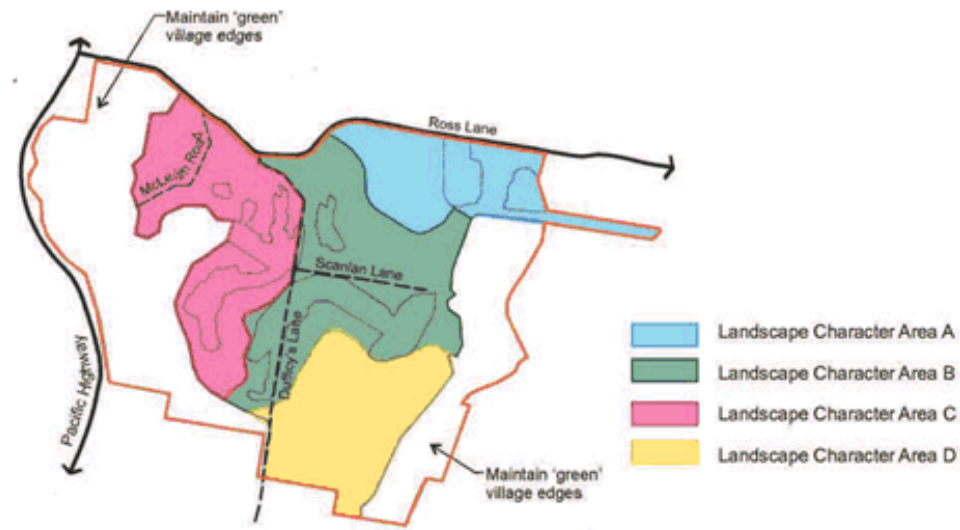 Maintain 'green'
village edges
Ross Lane
McLeigh Road
Scanlan Lane
Duffoy's Lane
Pacific Highway
Landscape Character Area A
Landscape Character Area B
Landscape Character Area C
Landscape Character Area D
Maintain 'green'
village edges